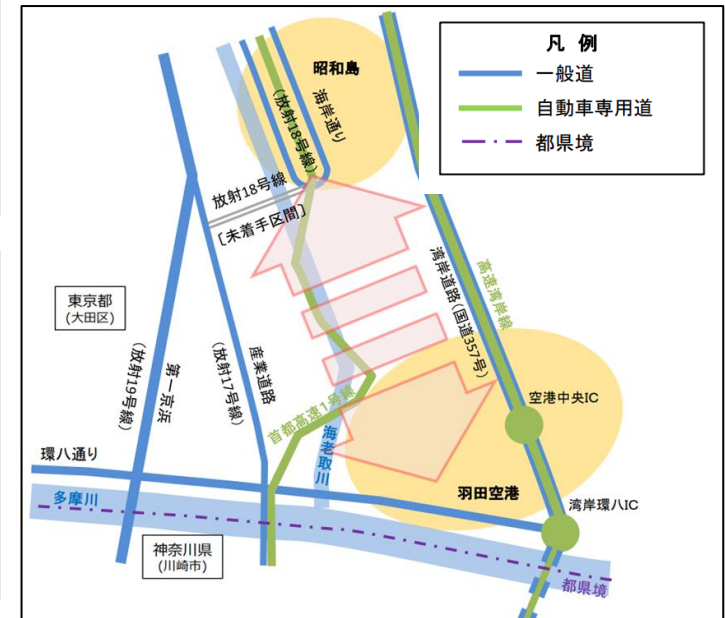 凡 例
一般道
自動車専用道
都県境
昭和島
海岸通り
(放射18号線)
放射18号線
[未着手区間]
高速湾岸線
湾岸道路(国道357号)
東京都
(大田区)
第一京浜
(放射19号線)
産業道路
(放射17号線)
首都高速1号線
海老取川
空港中央IC
環八通り
羽田空港
湾岸環八IC
多摩川
神奈川県
(川崎市)
都県境